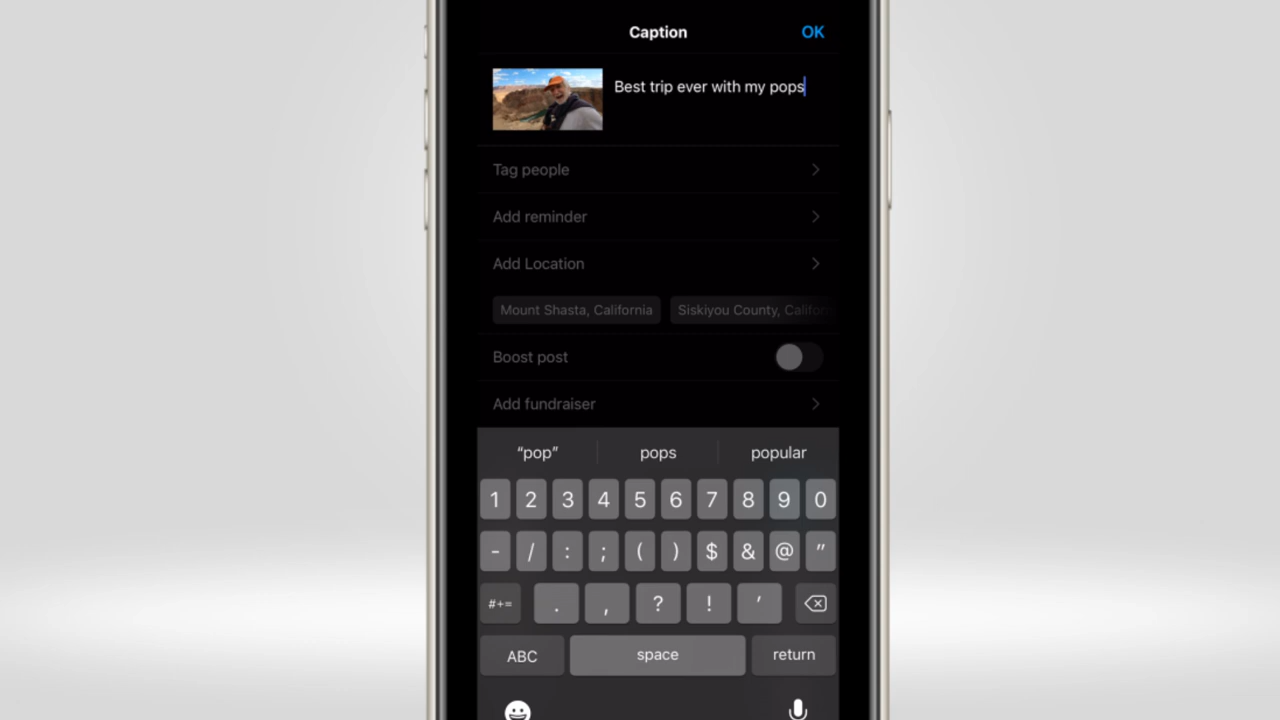 Caption
OK
Best trip ever with my pops
Tag people
Add reminder
Add Location
Mount Shasta, California
Siskiyou County, Califor
Boost post
Add fundraiser
“pop”
pops
popular
1 2 3 4 5 6 7 8 9 0
- / : ; ( ) $ & @ ”
#+= . , ? ! ’
ABC space return